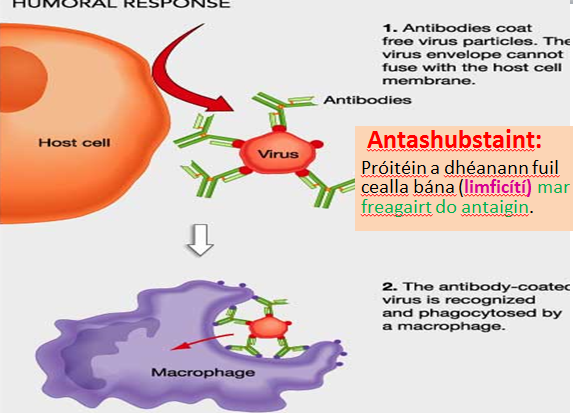 HUMORAL RESPONSE
1. Antibodies coat
free virus particles. The
virus envelope cannot
fuse with the host cell
membrane.
Antibodies
Host cell
Virus
Antashubstaint:
Próitéin a dhéanann fuil
cealla bána (limficítí) mar
freagairt do antaigin.
2. The antibody-coated
virus is recognized
and phagocytosed by
a macrophage.
Macrophage